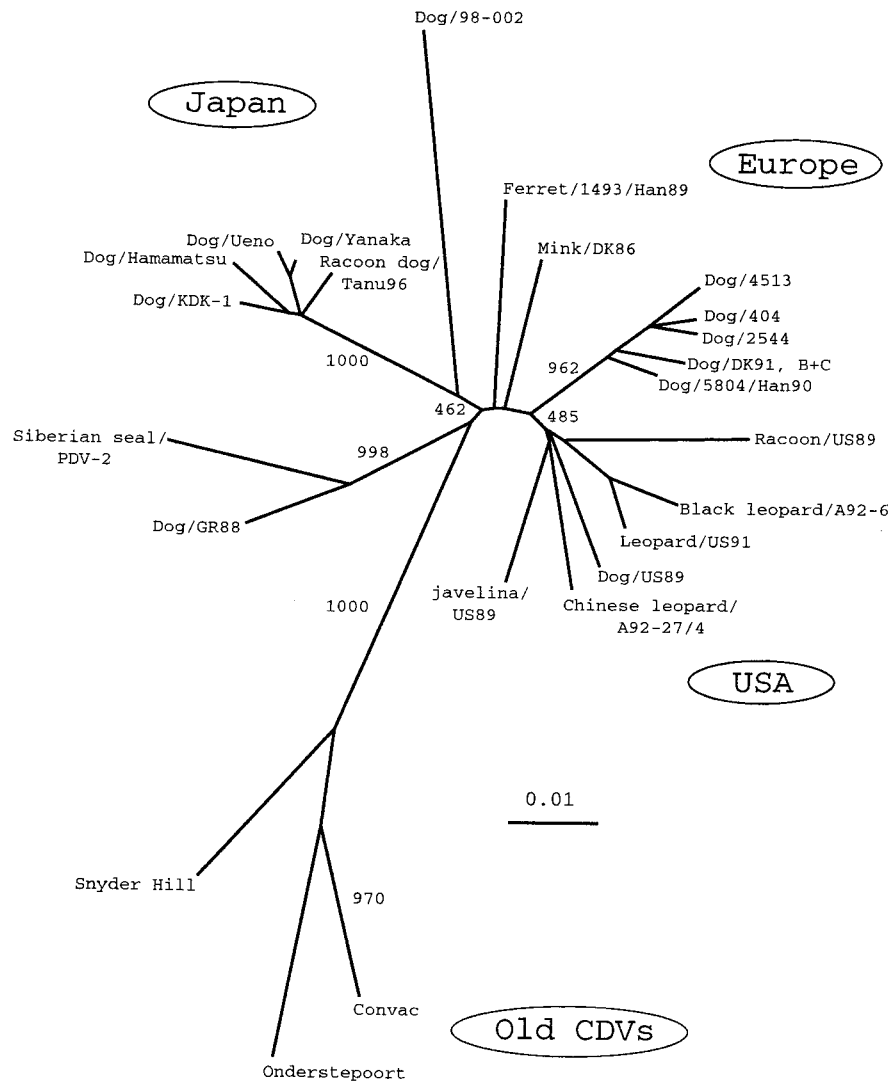 Dog/98-002
Japan
Europe
Ferret/1493/Han89
Dog/Ueno
Dog/Yanaka
Dog/Hamamatsu
Racoon dog/
Tanu96
Mink/DK86
Dog/4513
Dog/KDK-1
Dog/404
Dog/2544
Dog/DK91, B+C
1000
962
Dog/5804/Han90
462
485
Siberian seal/
PDV-2
998
Racoon/US89
Black leopard/A92-6
Dog/GR88
Leopard/US91
Dog/US89
javelina/
US89
Chinese leopard/
A92-27/4
1000
USA
0.01
Snyder Hill
970
Convac
Old CDVs
Onderstepoort